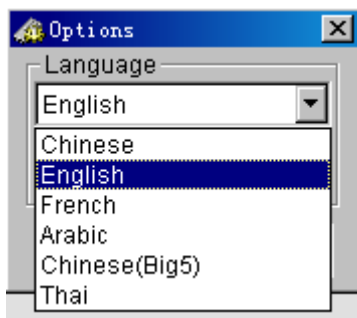 Options
Language
English
Chinese
English
French
Arabic
Chinese(Big5)
Thai